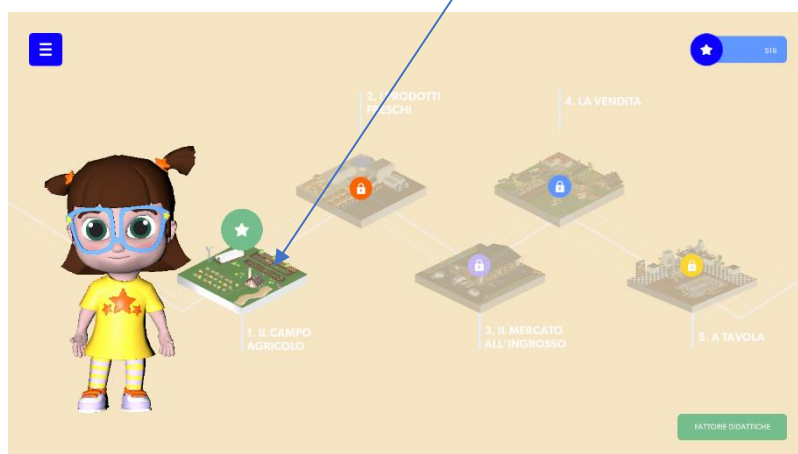 516
2. I PRODOTTI
FRESCHI
4. LA VENDITA
1. IL CAMPO
AGRICOLO
3. IL MERCATO
ALL'INGROSSO
5. A TAVOLA
FATTORIE DIDATTICHE